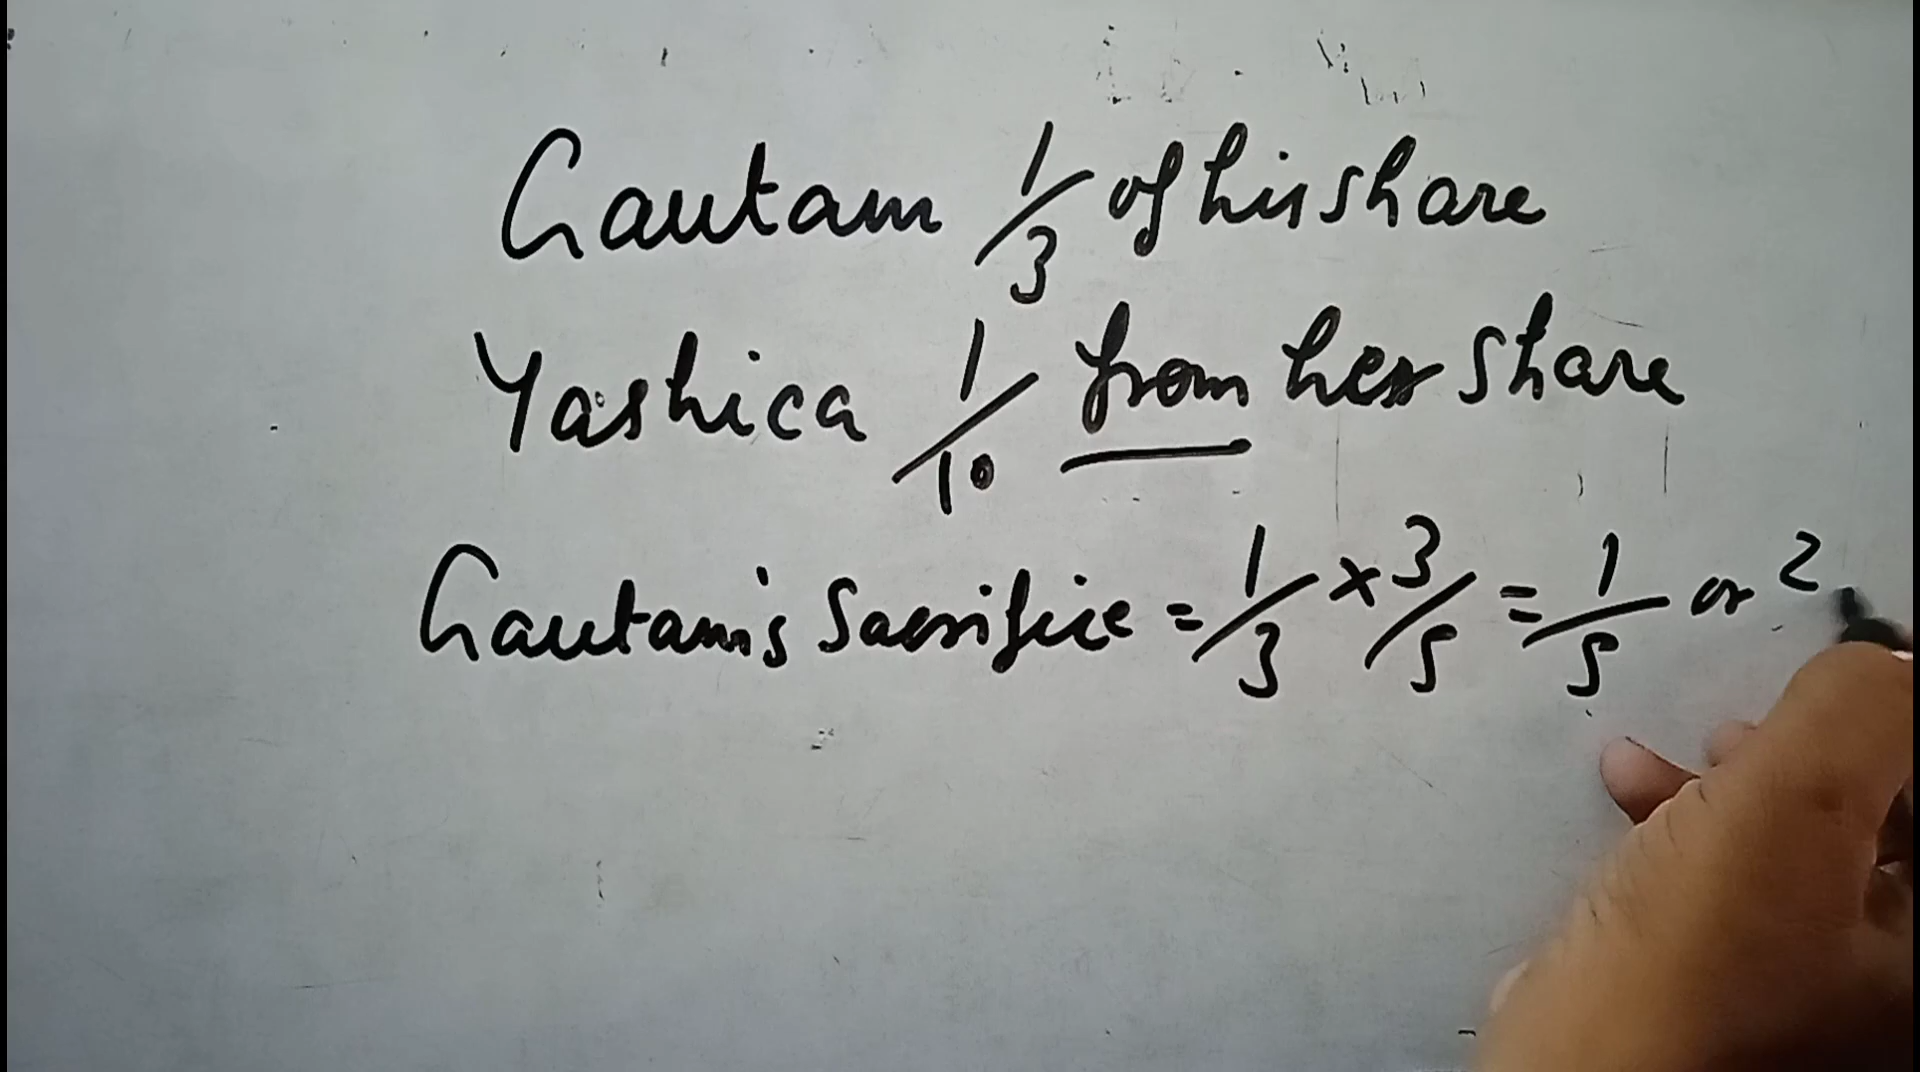 Gautam 1/3 of his share
Yashica 1/10 from her share
Gautam's Sacrifice = 1/3 × 3/5 = 1/5 or 2